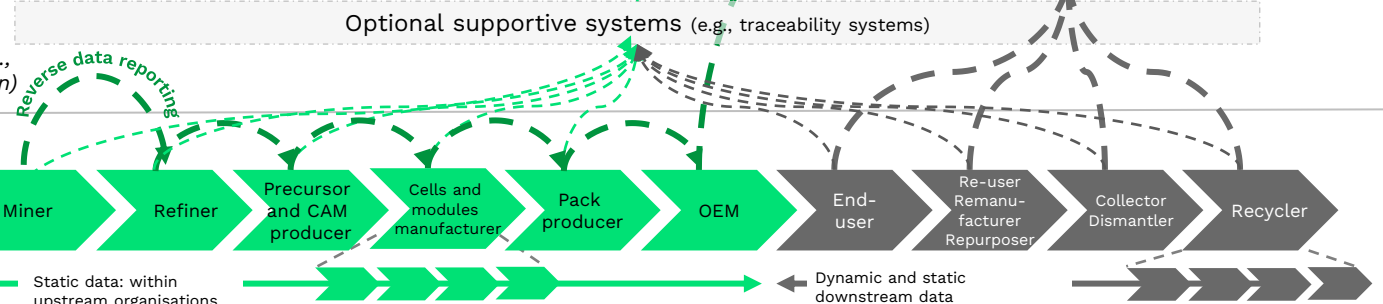 Optional supportive systems (e.g., traceability systems)
.,
n)
Reverse data reporting
Miner
Refiner
Precursor
and CAM
producer
Cells and
modules
manufacturer
Pack
producer
OEM
End-
user
Re-user
Remanu-
facturer
Repurposer
Collector
Dismantler
Recycler
Static data: within
upstream organisations
Dynamic and static
downstream data